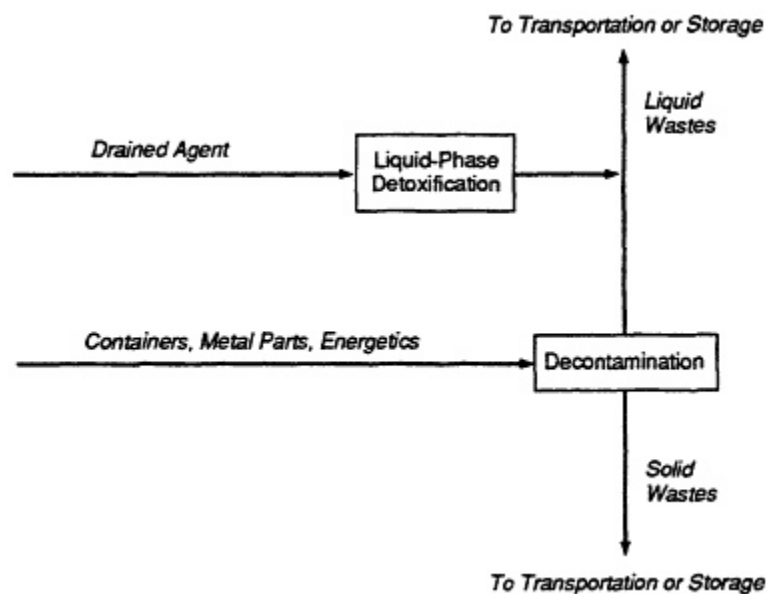 To Transportation or Storage
Liquid
Wastes
Drained Agent
Liquid-Phase
Detoxification
Containers, Metal Parts, Energetics
Decontamination
Solid
Wastes
To Transportation or Storage